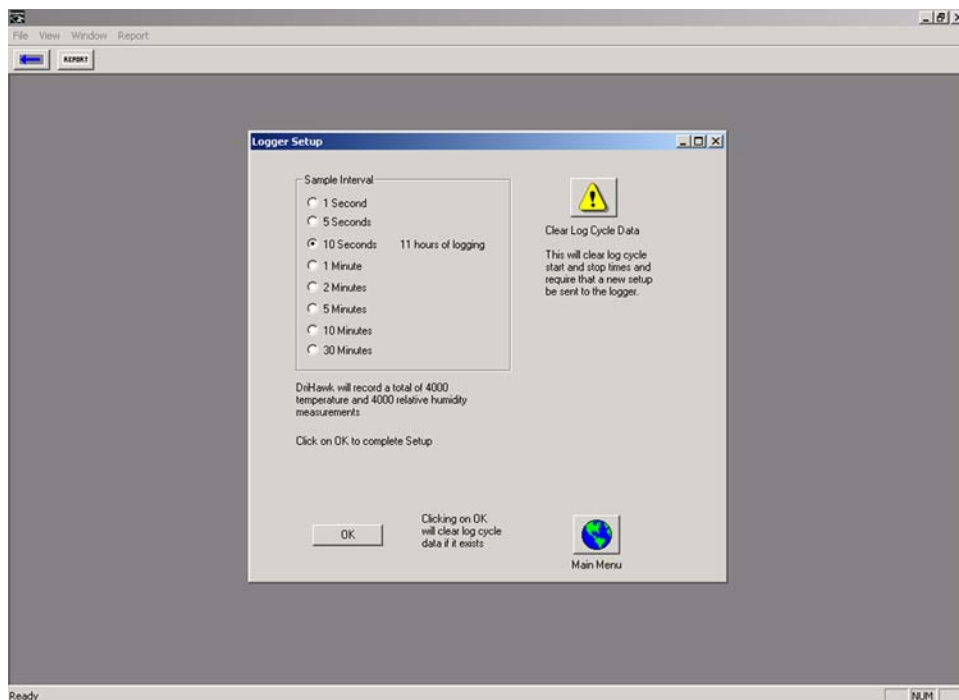 File View Window Report
REPORT
Logger Setup
Sample Interval
1 Second
5 Seconds
10 Seconds 11 hours of logging
1 Minute
2 Minutes
5 Minutes
10 Minutes
30 Minutes
Clear Log Cycle Data
This will clear log cycle
start and stop times and
require that a new setup
be sent to the logger.
DriHawk will record a total of 4000
temperature and 4000 relative humidity
measurements
Click on OK to complete Setup
OK
Clicking on OK
will clear log cycle
data if it exists
Main Menu
Ready
NUM